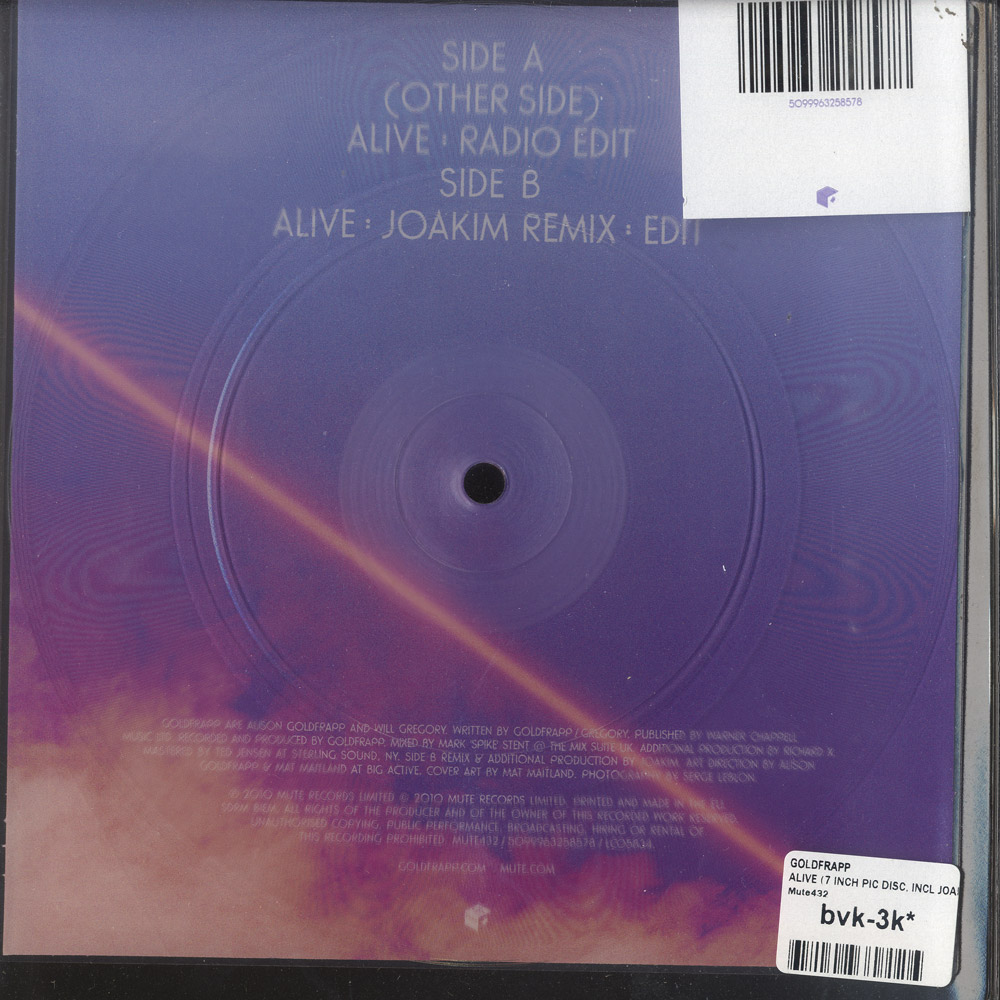 SIDE A
(OTHER SIDE)
ALIVE : RADIO EDIT
SIDE B
ALIVE : JOAKIM REMIX : EDIT
5099963258578
GOLDFRAPP ARE ALISON GOLDFRAPP AND WILL GREGORY. WRITTEN BY GOLDFRAPP / GREGORY. PUBLISHED BY WARNER CHAPPELL
MUSIC LTD. RECORDED AND PRODUCED BY GOLDFRAPP. MIXED BY MARK 'SPIKE' STENT @ THE MIX SUITE UK. ADDITIONAL PRODUCTION BY RICHARD X.
MASTERED BY TED JENSEN AT STERLING SOUND, NY. SIDE B REMIX & ADDITIONAL PRODUCTION BY JOAKIM. ART DIRECTION BY ALISON
GOLDFRAPP & MAT MAITLAND AT BIG ACTIVE. COVER ART BY MAT MAITLAND. PHOTOGRAPHY BY SERGE LEBLON.
℗ 2010 MUTE RECORDS LIMITED © 2010 MUTE RECORDS LIMITED. PRINTED AND MADE IN THE EU.
SDRM BIEM. ALL RIGHTS OF THE PRODUCER AND OF THE OWNER OF THIS RECORDED WORK RESERVED.
UNAUTHORISED COPYING, PUBLIC PERFORMANCE, BROADCASTING, HIRING OR RENTAL OF
THIS RECORDING PROHIBITED. MUTE432 / 5099963258578 / LC05834.
GOLDFRAPP.COM MUTE.COM
GOLDFRAPP
ALIVE (7 INCH PIC DISC. INCL JOA
Mute432
bvk-3k*